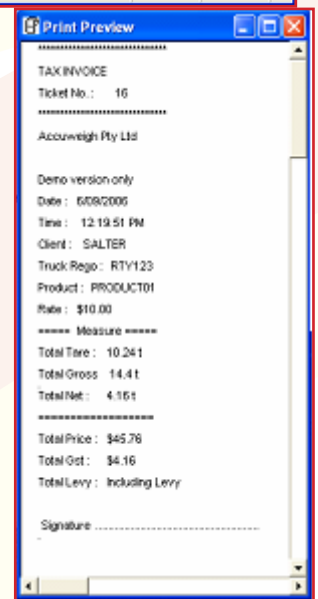 Print Preview
******************************
TAX INVOICE
Ticket No. : 16
******************************
Accuweigh Pty Ltd
Demo version only
Date : 6/09/2006
Time : 12:19:51 PM
Client : SALTER
Truck Rego : RTY123
Product : PRODUCT01
Rate : $10.00
===== Measure =====
Total Tare : 10.24 t
Total Gross 14.4 t
Total Net : 4.16 t
===================
Total Price : $45.76
Total Gst : $4.16
Total Levy : Including Levy
Signature ................................................